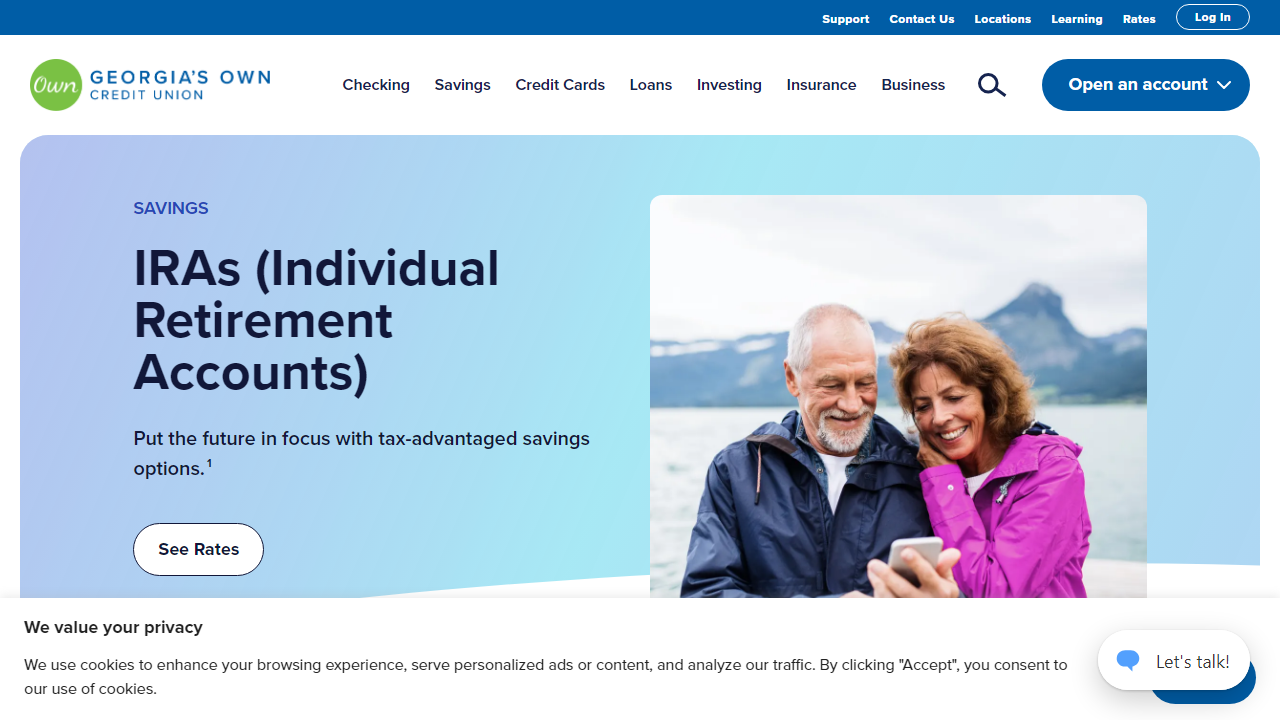 Support Contact Us Locations Learning Rates Log In
Own GEORGIA'S OWN
CREDIT UNION
Checking Savings Credit Cards Loans Investing Insurance Business Open an account
SAVINGS
IRAs (Individual
Retirement
Accounts)
Put the future in focus with tax-advantaged savings
options.¹
See Rates
We value your privacy
We use cookies to enhance your browsing experience, serve personalized ads or content, and analyze our traffic. By clicking "Accept", you consent to
our use of cookies.
Let's talk!